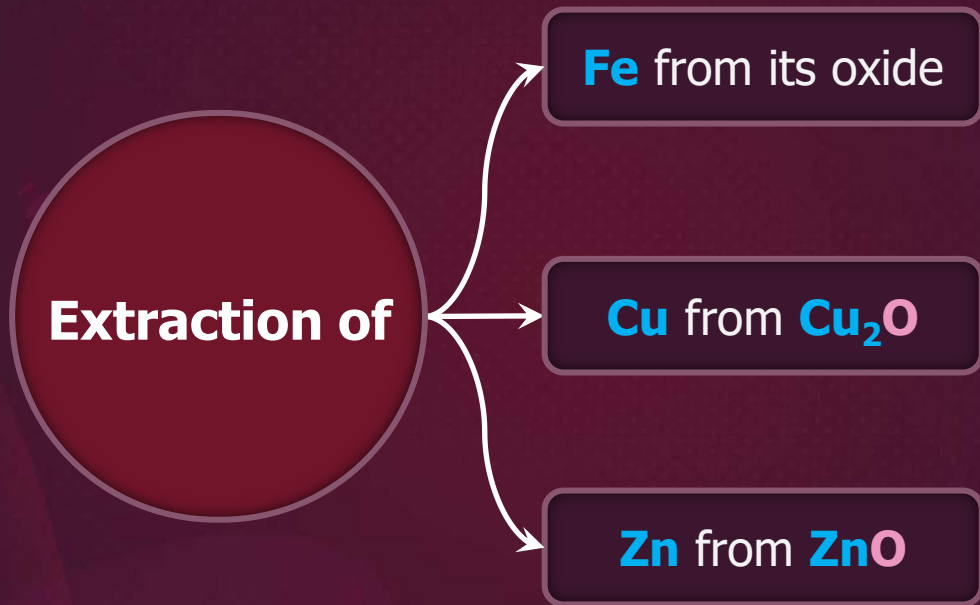 Extraction of
Fe from its oxide
Cu from Cu₂O
Zn from ZnO